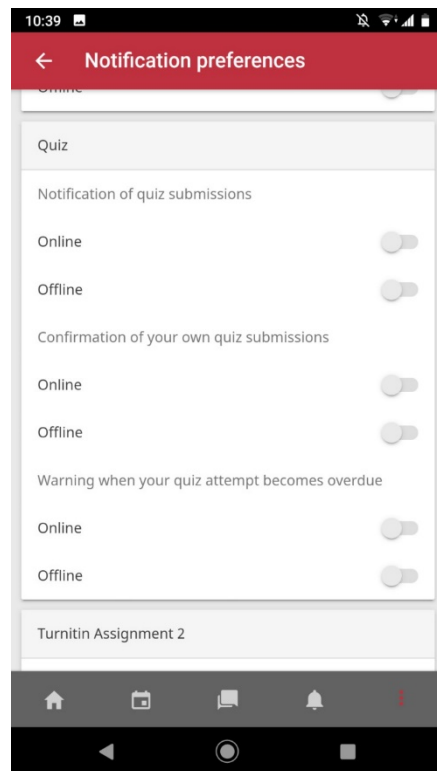 10:39
Notification preferences
Offline
Quiz
Notification of quiz submissions
Online
Offline
Confirmation of your own quiz submissions
Online
Offline
Warning when your quiz attempt becomes overdue
Online
Offline
Turnitin Assignment 2